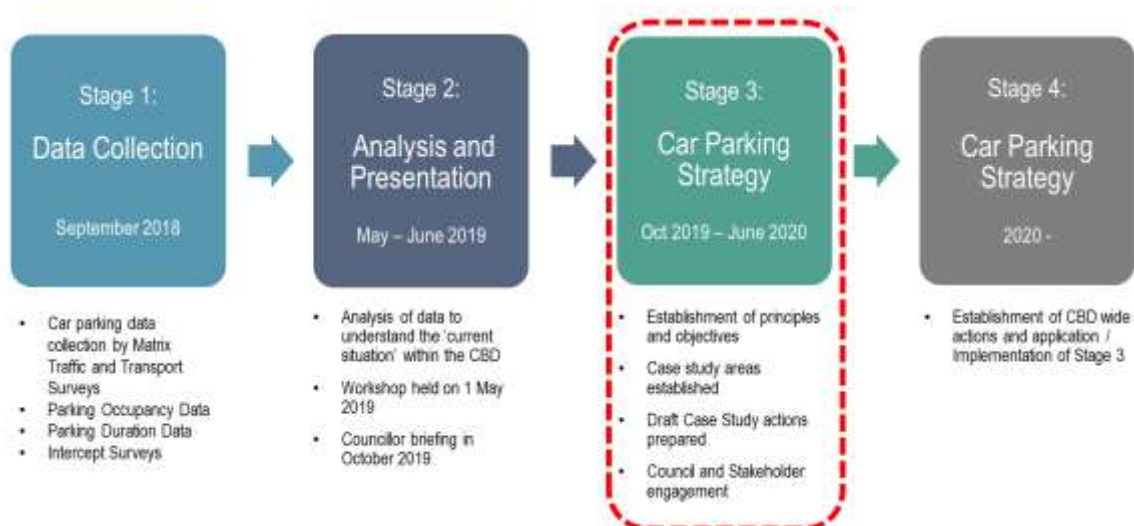 Stage 1:
Data Collection
September 2018
• Car parking data
collection by Matrix
Traffic and Transport
Surveys
• Parking Occupancy Data
• Parking Duration Data
• Intercept Surveys
Stage 2:
Analysis and
Presentation
May – June 2019
• Analysis of data to
understand the ‘current
situation’ within the CBD
• Workshop held on 1 May
2019
• Councillor briefing in
October 2019
Stage 3:
Car Parking
Strategy
Oct 2019 – June 2020
• Establishment of principles
and objectives
• Case study areas
established
• Draft Case Study actions
prepared
• Council and Stakeholder
engagement
Stage 4:
Car Parking
Strategy
2020 -
• Establishment of CBD wide
actions and application /
Implementation of Stage 3